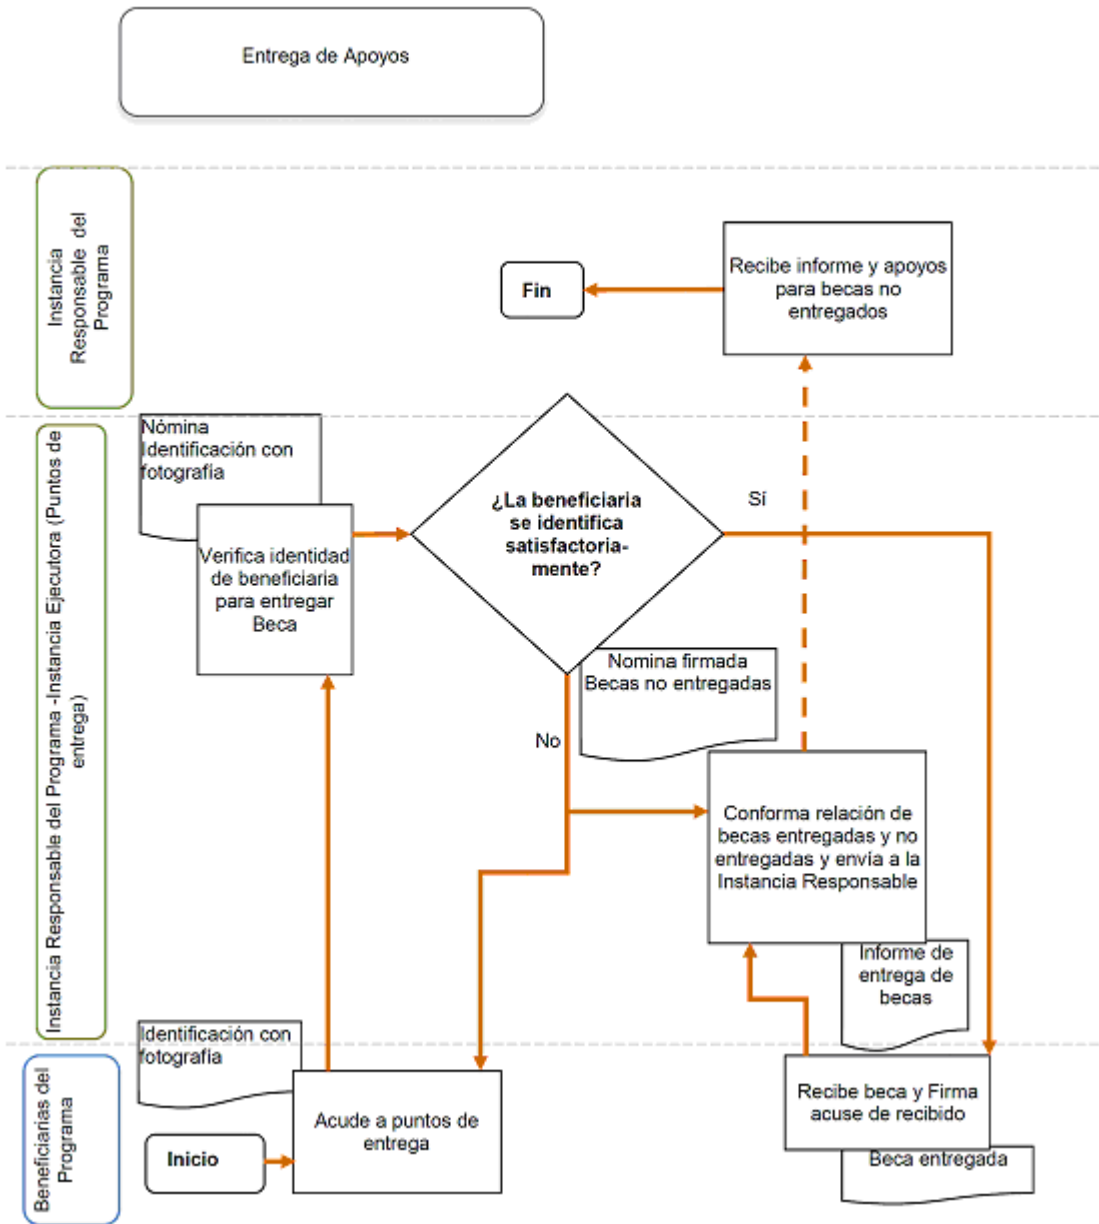 Entrega de Apoyos
Instancia
Responsable del
Programa
Fin
Recibe informe y apoyos
para becas no
entregados
Instancia Responsable del Programa -Instancia Ejecutora (Puntos de
entrega)
Nómina
Identificación con
fotografía
Verifica identidad
de beneficiaria
para entregar
Beca
¿La beneficiaria
se identifica
satisfactoria-
mente?
Sí
No
Nomina firmada
Becas no entregadas
Conforma relación de
becas entregadas y no
entregadas y envía a la
Instancia Responsable
Informe de
entrega de
becas
Beneficiarias del
Programa
Identificación con
fotografía
Inicio
Acude a puntos de
entrega
Recibe beca y Firma
acuse de recibido
Beca entregada